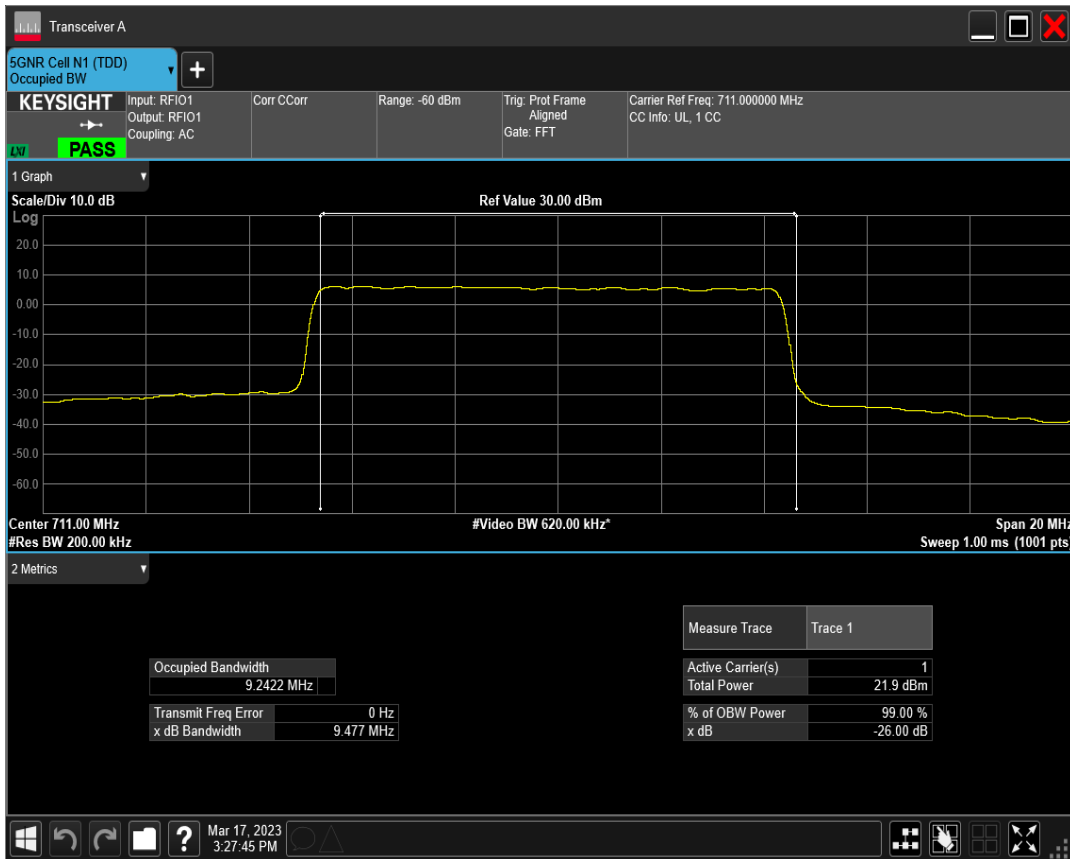 Transceiver A
5GNR Cell N1 (TDD)
Occupied BW
+
KEYSIGHT
LXI
PASS
Input: RFIO1
Output: RFIO1
Coupling: AC
Corr CCorr
Range: -60 dBm
Trig: Prot Frame
Aligned
Gate: FFT
Carrier Ref Freq: 711.000000 MHz
CC Info: UL, 1 CC
1 Graph
Scale/Div 10.0 dB
Ref Value 30.00 dBm
Log
20.0
10.0
0.00
-10.0
-20.0
-30.0
-40.0
-50.0
-60.0
Center 711.00 MHz
#Video BW 620.00 kHz*
Span 20 MHz
#Res BW 200.00 kHz
Sweep 1.00 ms (1001 pts)
2 Metrics
Measure Trace Trace 1
Occupied Bandwidth
9.2422 MHz
Active Carrier(s) 1
Total Power 21.9 dBm
Transmit Freq Error 0 Hz
x dB Bandwidth 9.477 MHz
% of OBW Power 99.00 %
x dB -26.00 dB
?
Mar 17, 2023
3:27:45 PM